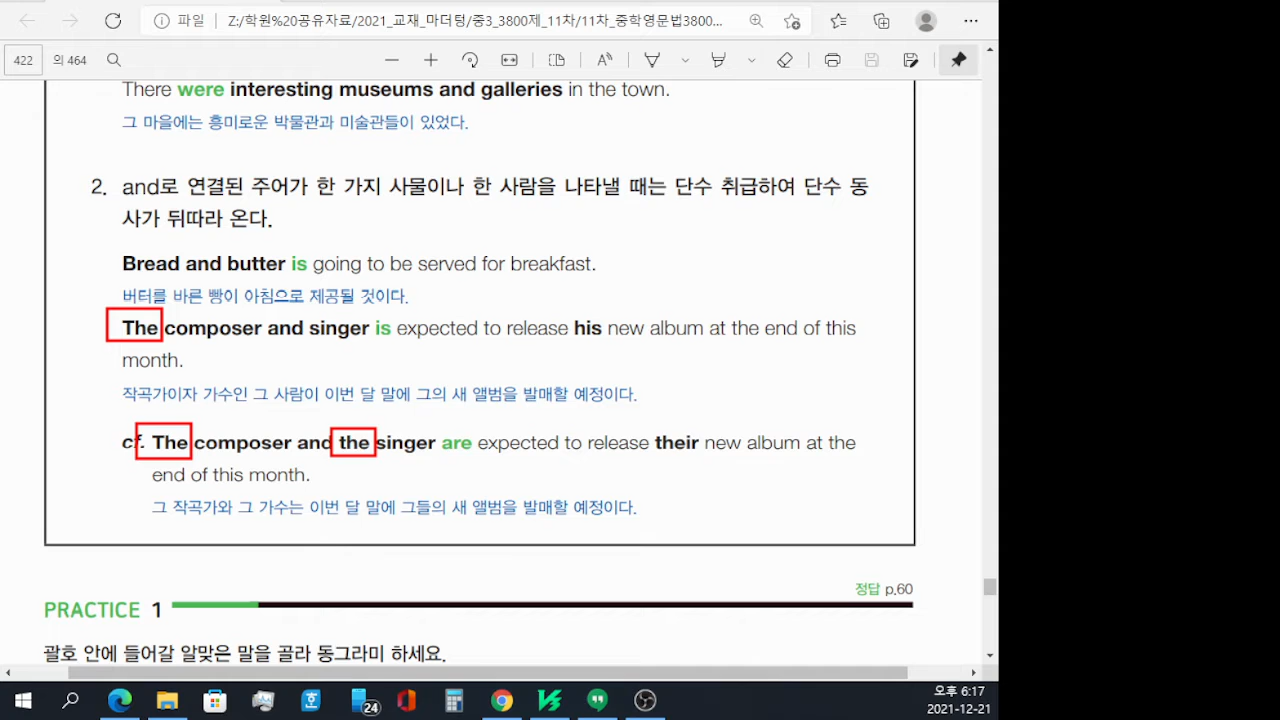 파일
Z:/학원%20공유자료/2021_교재_마더텅/중3_3800제_11차/11차_중학영문법3800...
422 의 464
There were interesting museums and galleries in the town.
그 마을에는 흥미로운 박물관과 미술관들이 있었다.
2. and로 연결된 주어가 한 가지 사물이나 한 사람을 나타낼 때는 단수 취급하여 단수 동
사가 뒤따라 온다.
Bread and butter is going to be served for breakfast.
버터를 바른 빵이 아침으로 제공될 것이다.
The composer and singer is expected to release his new album at the end of this
month.
작곡가이자 가수인 그 사람이 이번 달 말에 그의 새 앨범을 발매할 예정이다.
cf. The composer and the singer are expected to release their new album at the
end of this month.
그 작곡가와 그 가수는 이번 달 말에 그들의 새 앨범을 발매할 예정이다.
정답 p.60
PRACTICE 1
괄호 안에 들어갈 알맞은 말을 골라 동그라미 하세요.
24
오후 6:17
2021-12-21